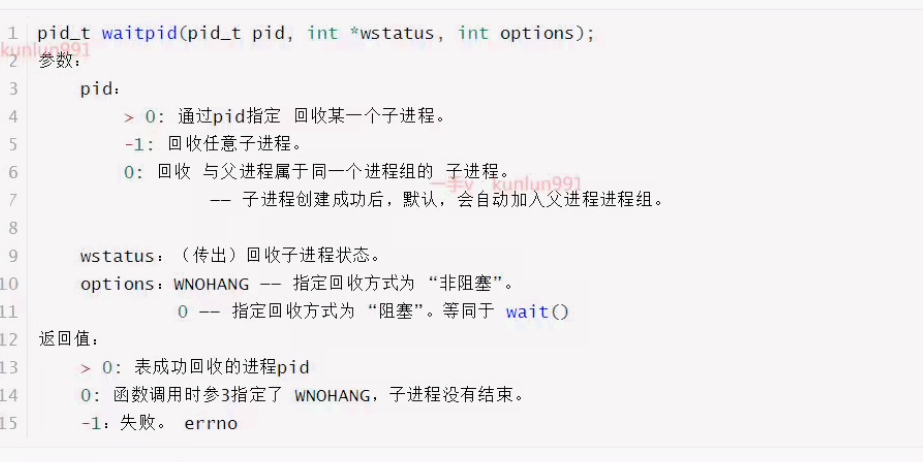 1 pid_t waitpid(pid_t pid, int *wstatus, int options);
kunlun991
2 参数：
3 pid：
4 > 0: 通过pid指定 回收某一个子进程。
5 -1: 回收任意子进程。
6 0: 回收 与父进程属于同一个进程组的 子进程。
一手v kunlun991
7 —— 子进程创建成功后，默认，会自动加入父进程进程组。
8
9 wstatus：（传出）回收子进程状态。
10 options：WNOHANG —— 指定回收方式为 “非阻塞”。
11 0 —— 指定回收方式为 “阻塞”。等同于 wait()
12 返回值：
13 > 0: 表成功回收的进程pid
14 0: 函数调用时参3指定了 WNOHANG，子进程没有结束。
15 -1：失败。 errno